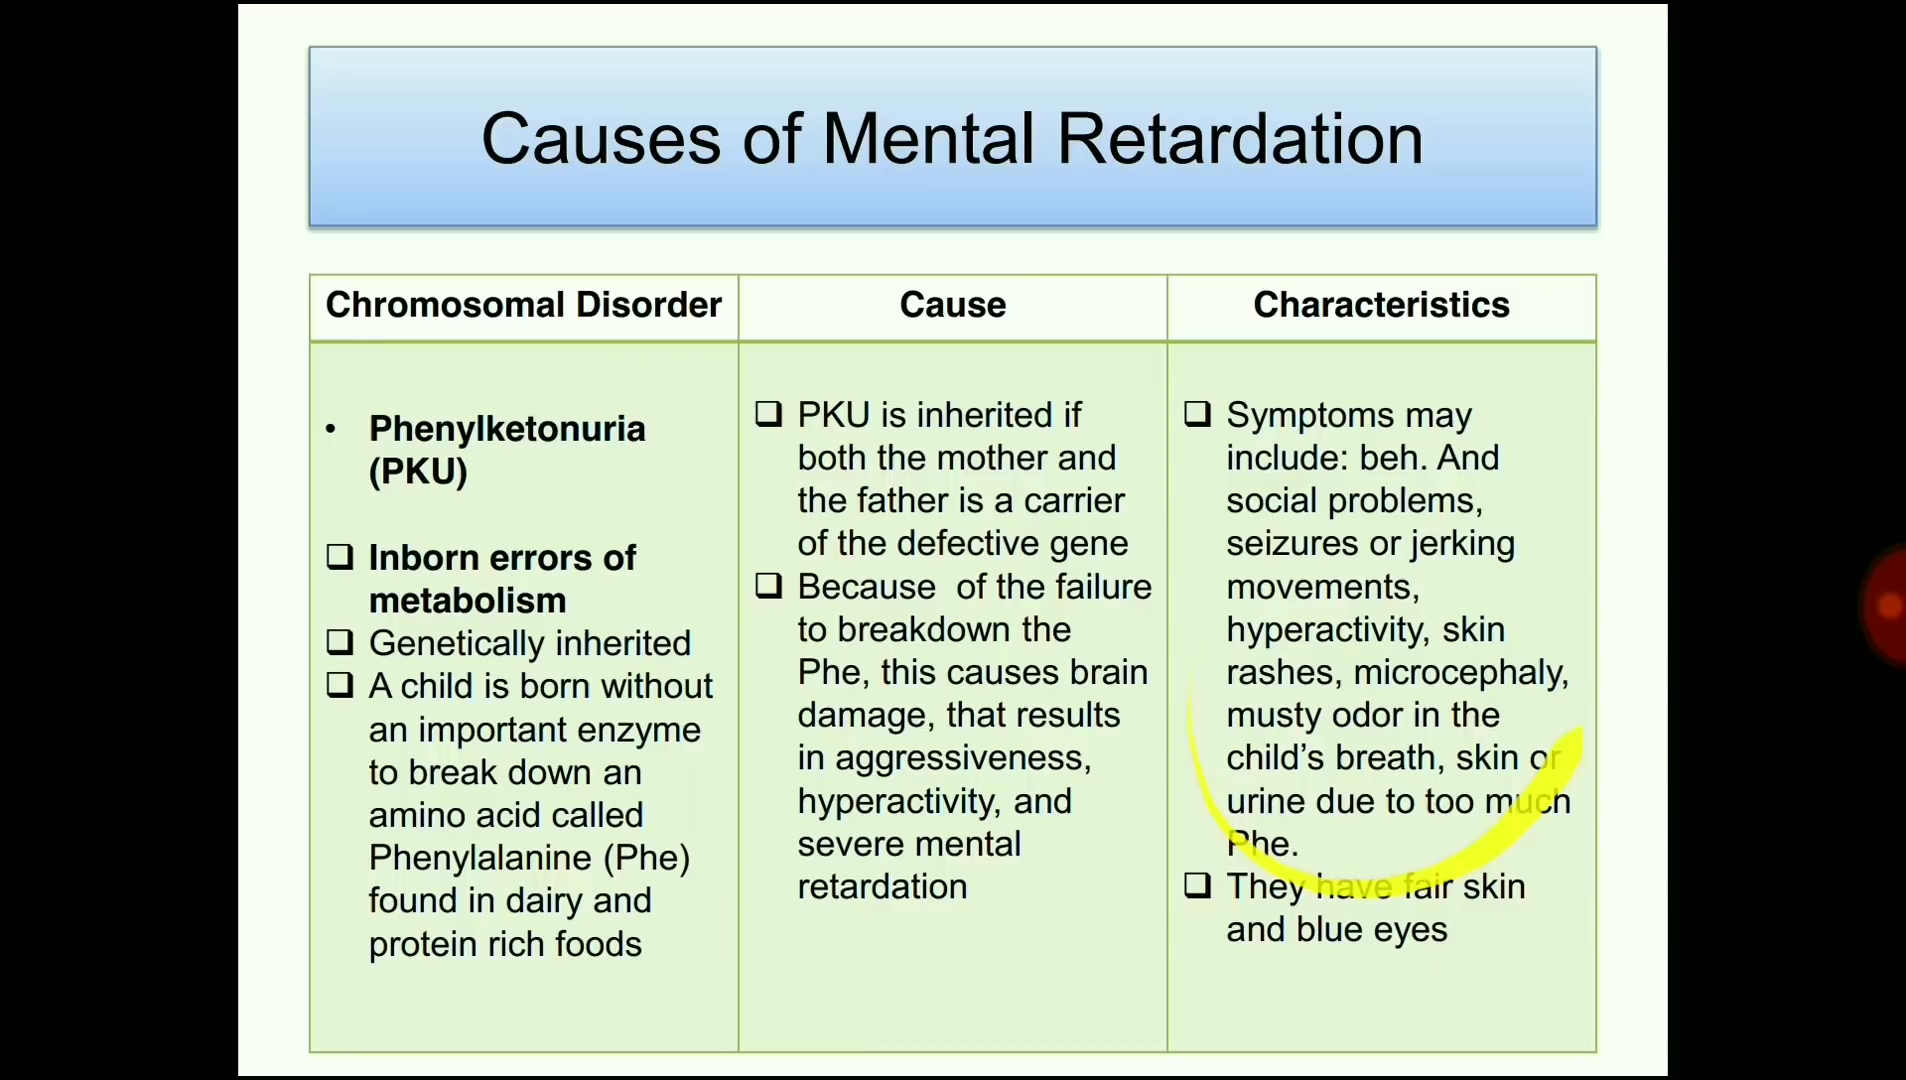 Causes of Mental Retardation
Chromosomal Disorder
Cause
Characteristics
• Phenylketonuria
(PKU)
❑ Inborn errors of
metabolism
❑ Genetically inherited
❑ A child is born without
an important enzyme
to break down an
amino acid called
Phenylalanine (Phe)
found in dairy and
protein rich foods
❑ PKU is inherited if
both the mother and
the father is a carrier
of the defective gene
❑ Because  of the failure
to breakdown the
Phe, this causes brain
damage, that results
in aggressiveness,
hyperactivity, and
severe mental
retardation
❑ Symptoms may
include: beh. And
social problems,
seizures or jerking
movements,
hyperactivity, skin
rashes, microcephaly,
musty odor in the
child’s breath, skin or
urine due to too much
Phe.
❑ They have fair skin
and blue eyes